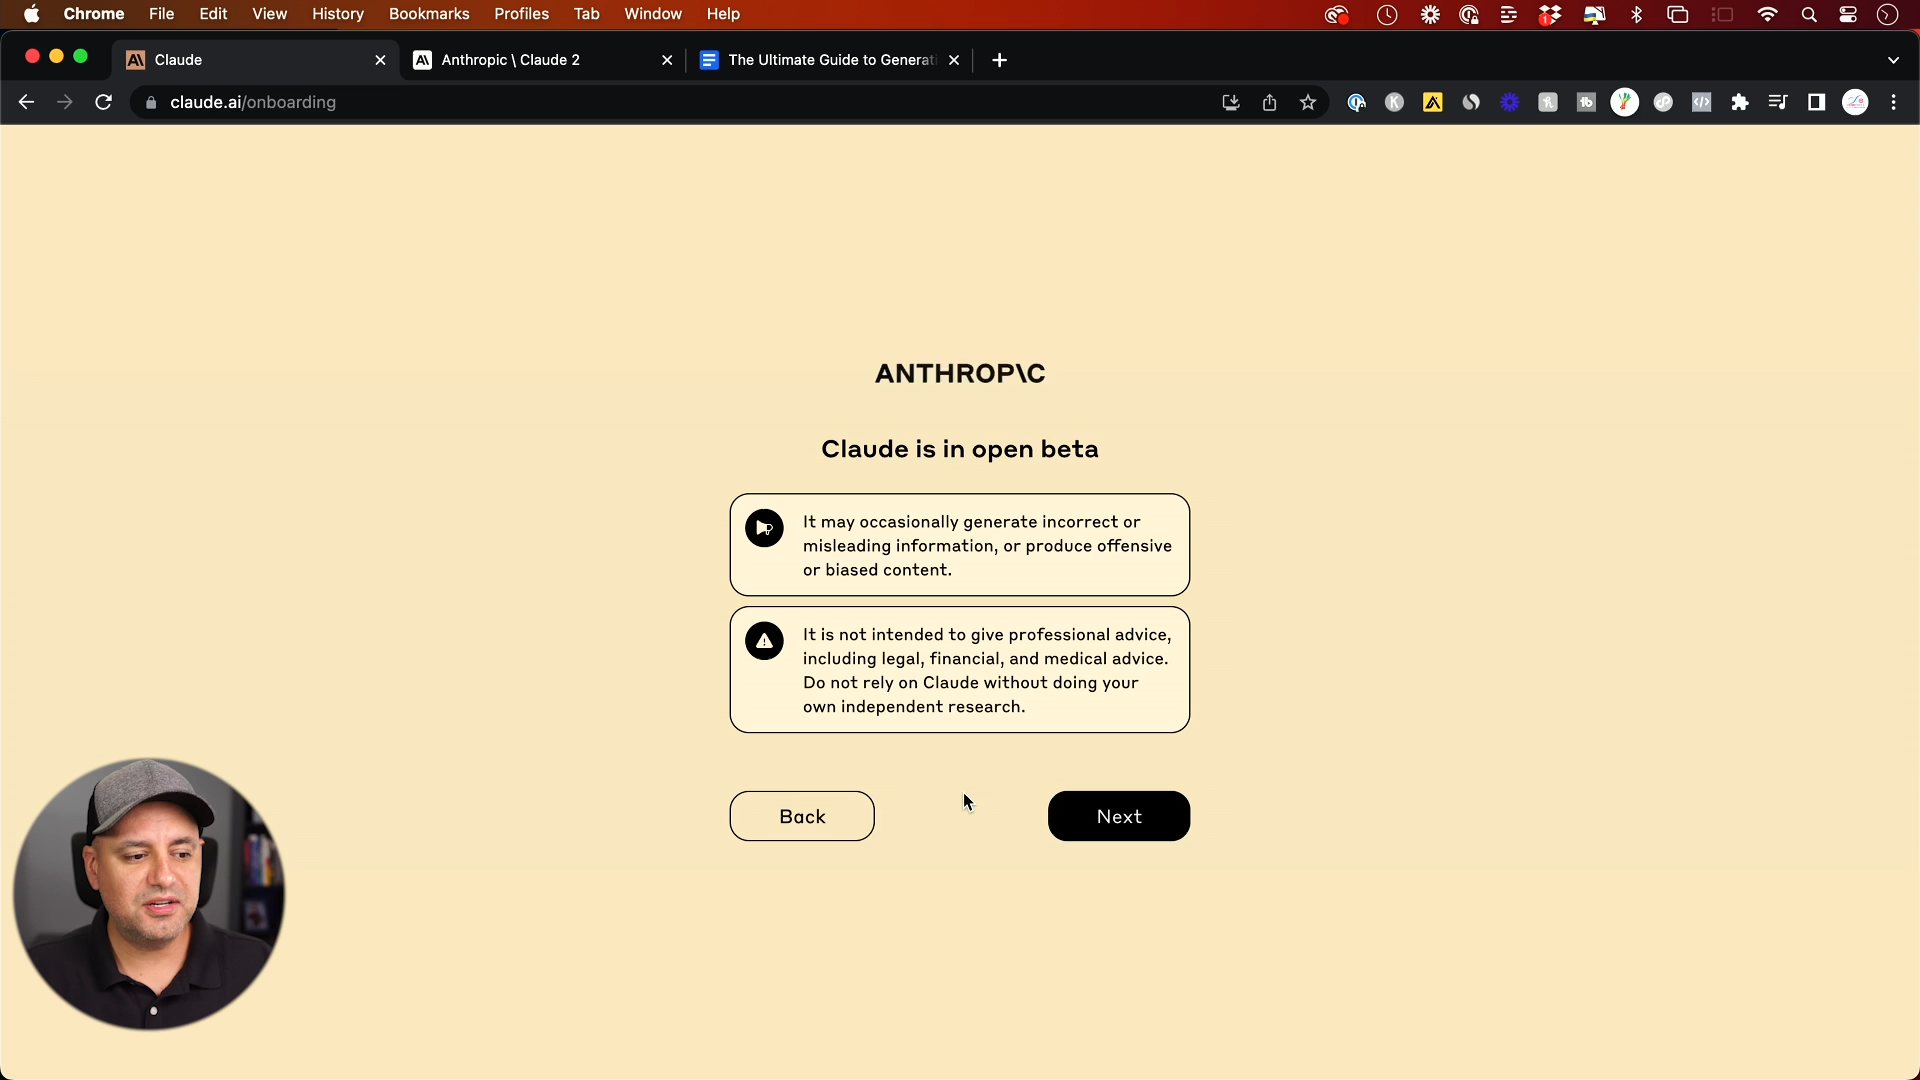 Chrome File Edit View History Bookmarks Profiles Tab Window Help
Claude
Anthropic \ Claude 2
The Ultimate Guide to Generati
claude.ai/onboarding
ANTHROP\C
Claude is in open beta
It may occasionally generate incorrect or
misleading information, or produce offensive
or biased content.
It is not intended to give professional advice,
including legal, financial, and medical advice.
Do not rely on Claude without doing your
own independent research.
Back
Next